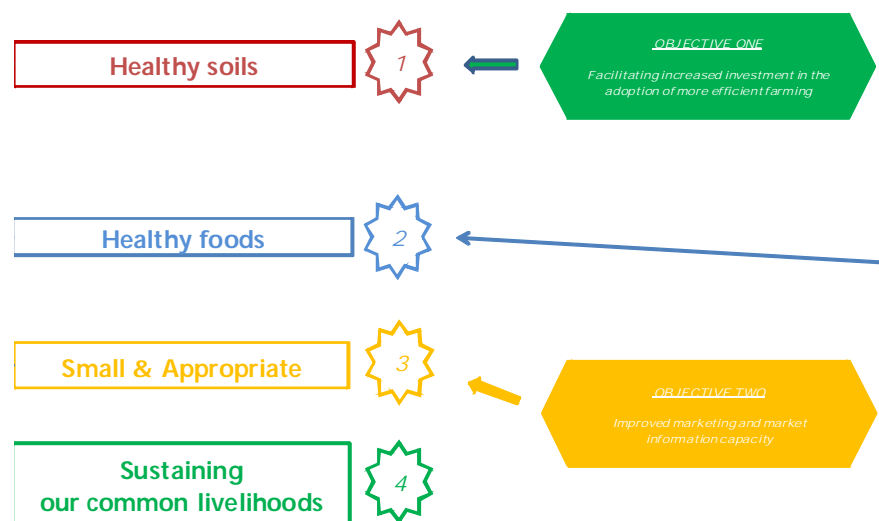 Healthy soils
1
OBJECTIVE ONE
Facilitating increased investment in the
adoption of more efficient farming
Healthy foods
2
Small & Appropriate
3
OBJECTIVE TWO
Improved marketing and market
information capacity
Sustaining
our common livelihoods
4